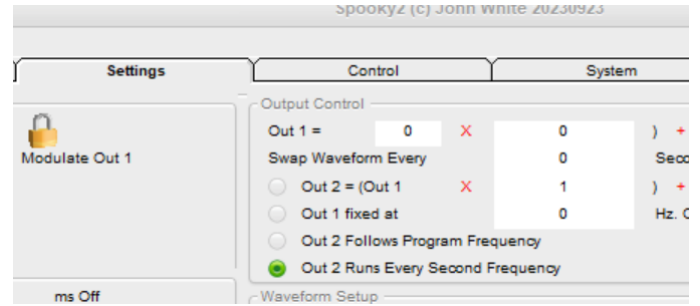 Spooky2 (c) John White 20230923
Settings Control System
Output Control
Out 1 = 0 X 0 ) +
Modulate Out 1
Swap Waveform Every 0 Seco
Out 2 = (Out 1 X 1 ) +
Out 1 fixed at 0 Hz. C
Out 2 Follows Program Frequency
Out 2 Runs Every Second Frequency
ms Off
Waveform Setup